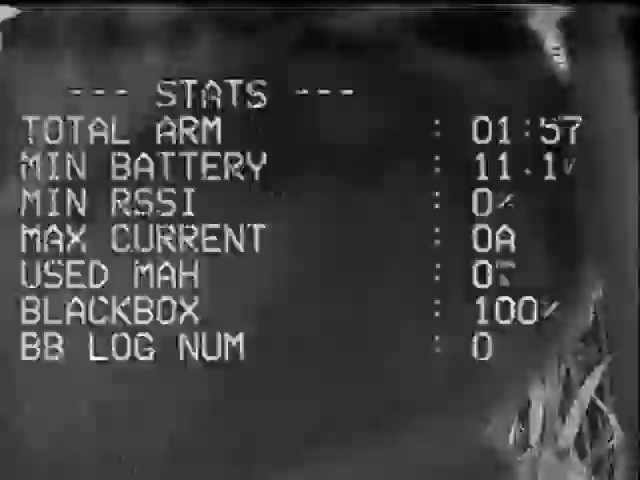 --- STATS ---
TOTAL ARM : 01:57
MIN BATTERY : 11.1V
MIN RSSI : 0%
MAX CURRENT : 0A
USED MAH : 0
BLACKBOX : 100%
BB LOG NUM : 0